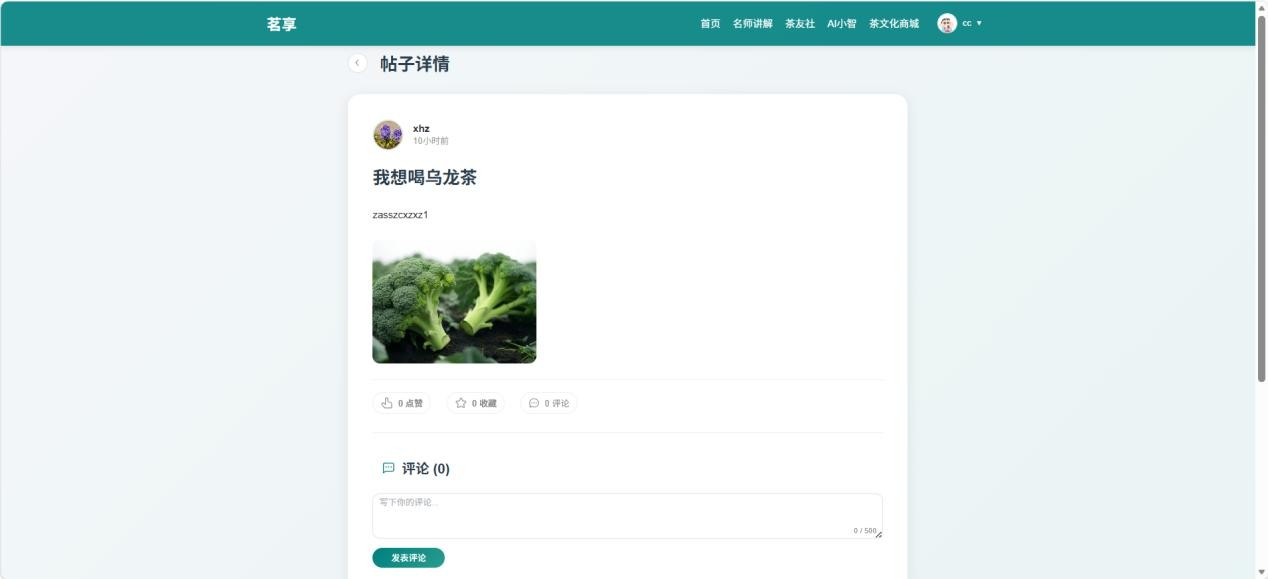 茗享
首页 名师讲解 茶友社 AI小智 茶文化商城 cc
帖子详情
xhz
10小时前
我想喝乌龙茶
zasszcxzxz1
0 点赞 0 收藏 0 评论
评论 (0)
写下你的评论...
0 / 500
发表评论